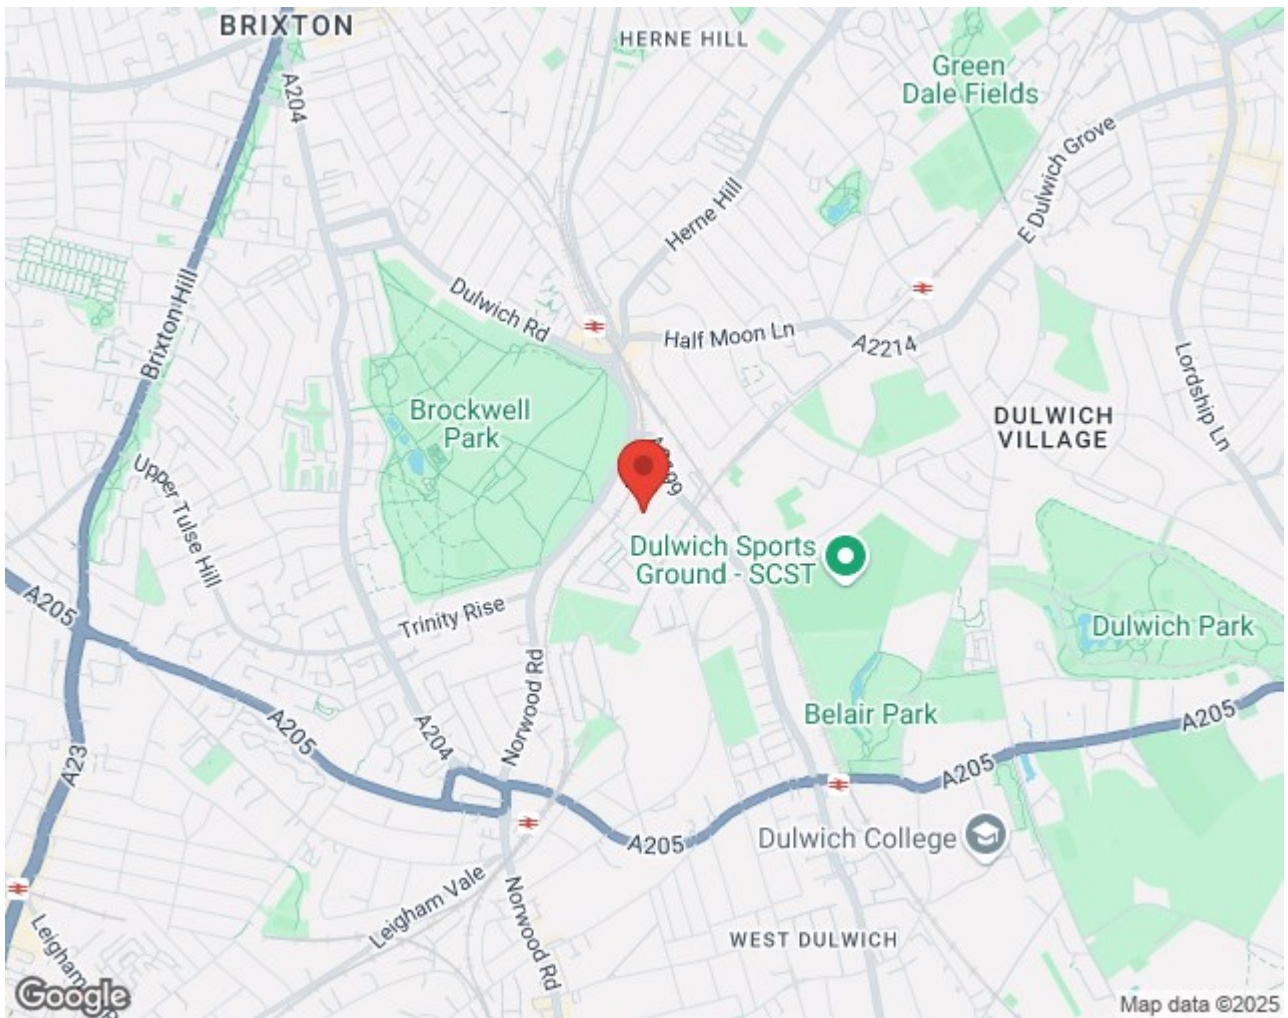 BRIXTON
HERNE HILL
Green
Dale Fields
A204
E Dulwich Grove
Herne Hill
Brixton Hill
Dulwich Rd
Half Moon Ln
A2214
Lordship Ln
Brockwell
Park
DULWICH
VILLAGE
Upper Tulse Hill
Dulwich Sports
Ground - SCST
A205
Trinity Rise
Dulwich Park
Norwood Rd
Belair Park
A205
A204
A205
A23
A205
A205
Dulwich College
Leigham Vale
Norwood Rd
WEST DULWICH
Google
Map data ©2025